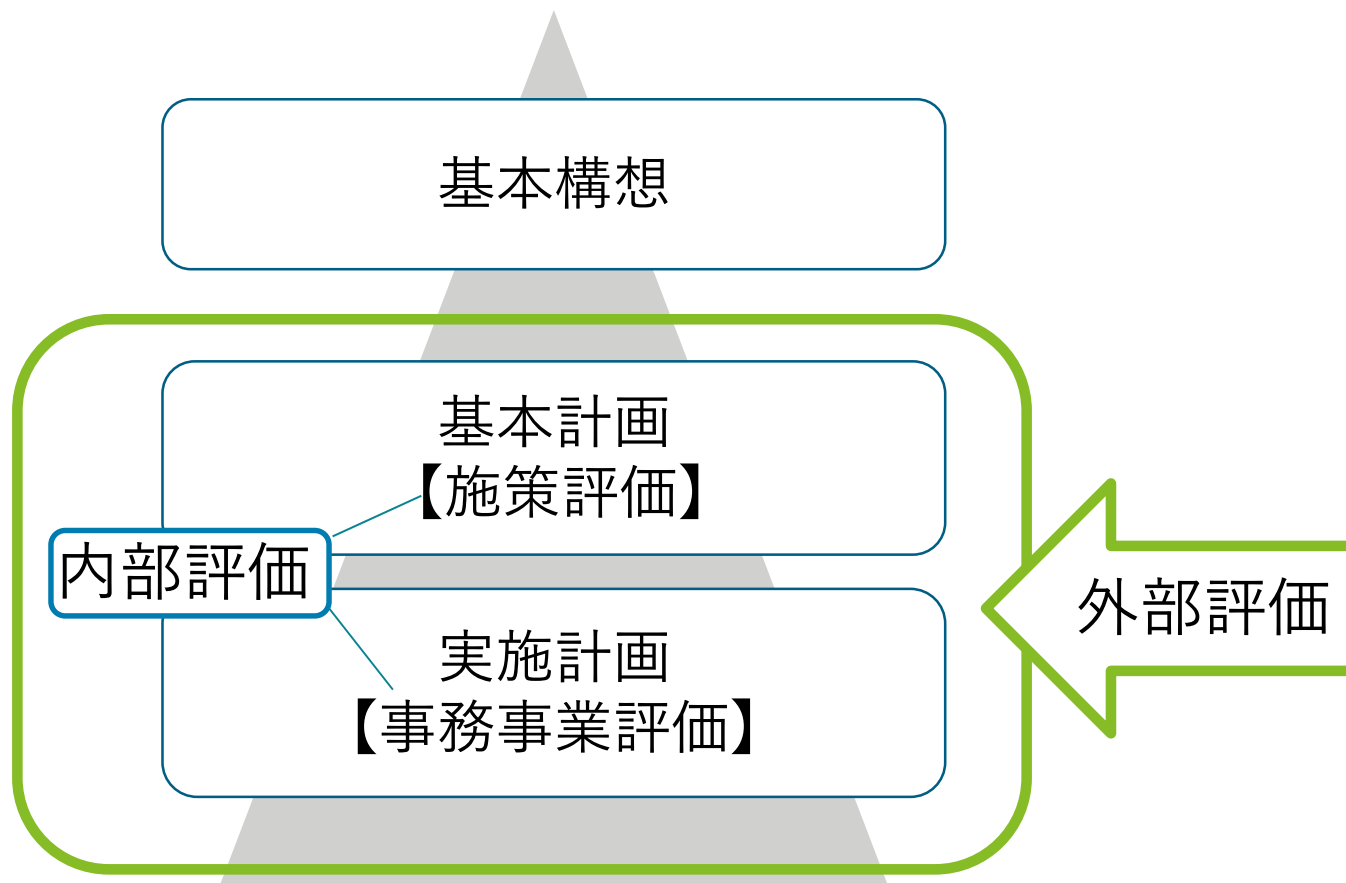 基本構想
基本計画
【施策評価】
内部評価
外部評価
実施計画
【事務事業評価】